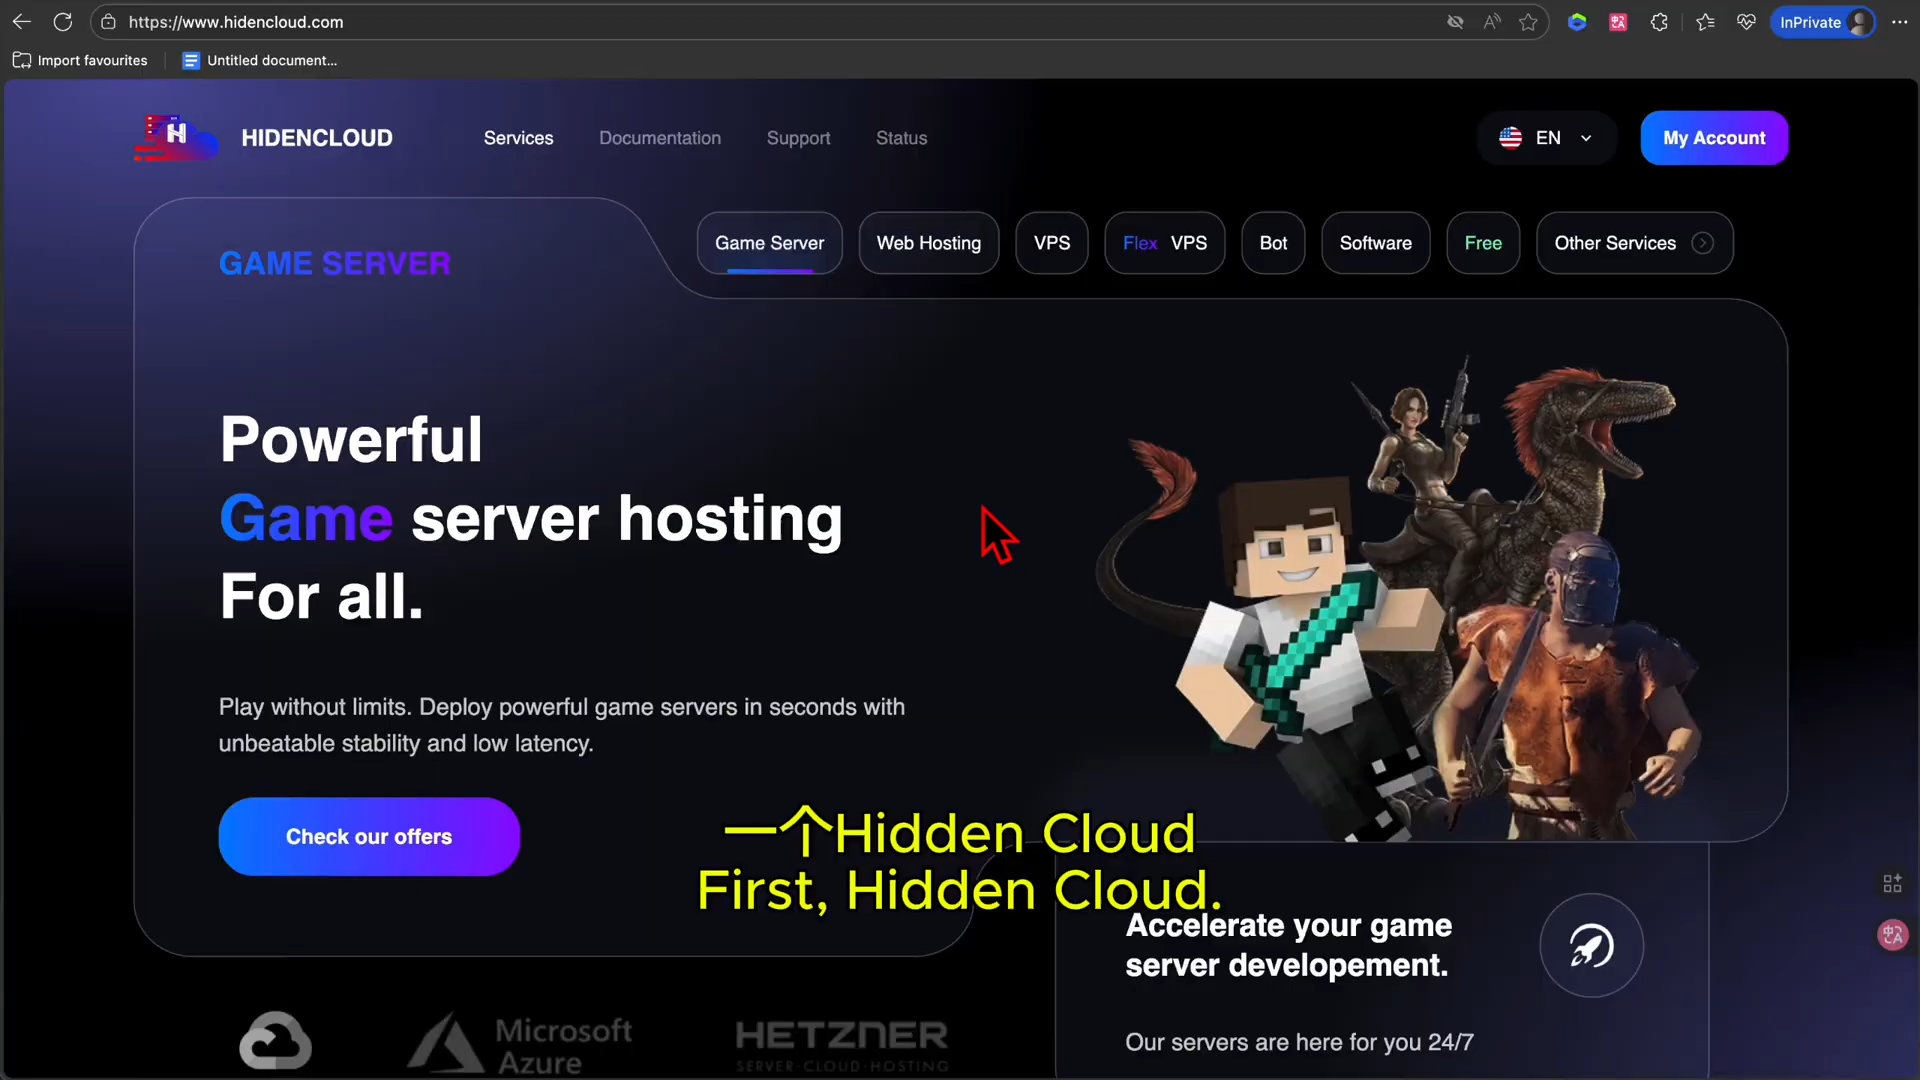 https://www.hidencloud.com
InPrivate
Import favourites
Untitled document...
H
HIDENCLOUD
Services
Documentation
Support
Status
EN
My Account
GAME SERVER
Game Server
Web Hosting
VPS
Flex VPS
Bot
Software
Free
Other Services
Powerful
Game server hosting
For all.
Play without limits. Deploy powerful game servers in seconds with
unbeatable stability and low latency.
Check our offers
一个Hidden Cloud
First, Hidden Cloud.
Accelerate your game
server developement.
Our servers are here for you 24/7
Microsoft
Azure
HETZNER
SERVER·CLOUD·HOSTING